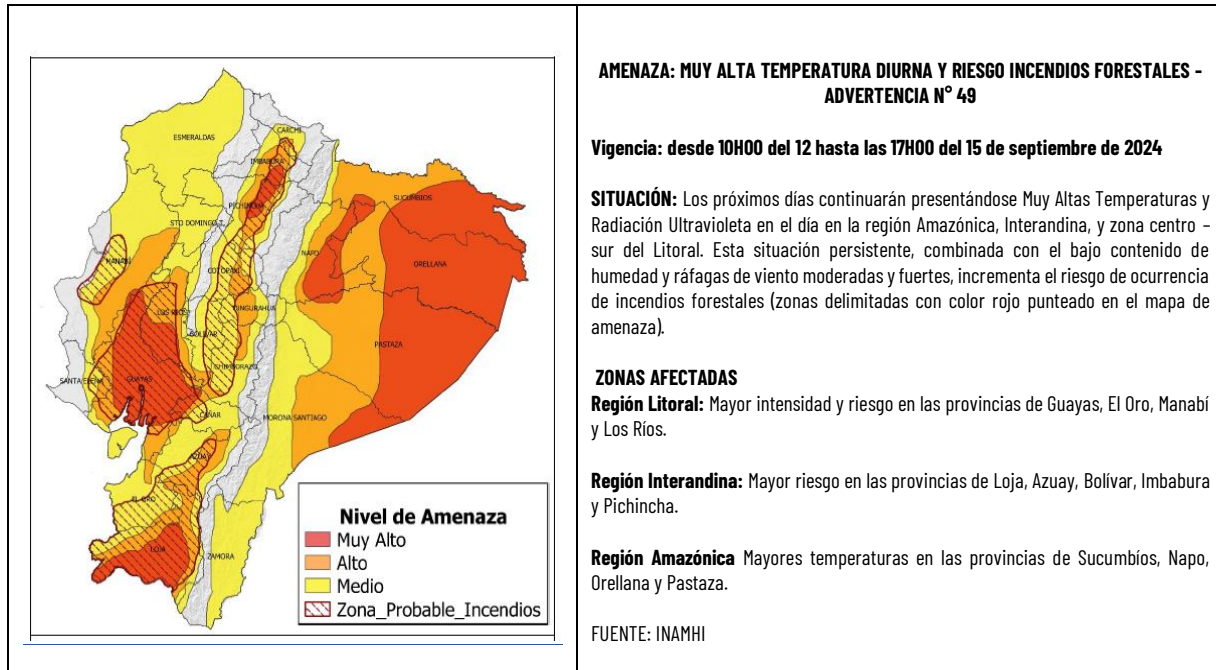 ESMERALDAS
CARCHI
IMBABURA
PICHINCHA
SUCUMBIOS
STO DOMINGO T.
NAPO
ORELLANA
MANABI
COTOPAXI
LOS RIOS
TUNGURAHUA
BOLIVAR
PASTAZA
CHIMBORAZO
SANTA ELENA
GUAYAS
CAÑAR
MORONA SANTIAGO
AZUAY
EL ORO
LOJA
ZAMORA
Nivel de Amenaza
Muy Alto
Alto
Medio
Zona_Probable_Incendios
AMENAZA: MUY ALTA TEMPERATURA DIURNA Y RIESGO INCENDIOS FORESTALES -
ADVERTENCIA N° 49
Vigencia: desde 10H00 del 12 hasta las 17H00 del 15 de septiembre de 2024
SITUACIÓN: Los próximos días continuarán presentándose Muy Altas Temperaturas y
Radiación Ultravioleta en el día en la región Amazónica, Interandina, y zona centro –
sur del Litoral. Esta situación persistente, combinada con el bajo contenido de
humedad y ráfagas de viento moderadas y fuertes, incrementa el riesgo de ocurrencia
de incendios forestales (zonas delimitadas con color rojo punteado en el mapa de
amenaza).
ZONAS AFECTADAS
Región Litoral: Mayor intensidad y riesgo en las provincias de Guayas, El Oro, Manabí
y Los Ríos.
Región Interandina: Mayor riesgo en las provincias de Loja, Azuay, Bolívar, Imbabura
y Pichincha.
Región Amazónica Mayores temperaturas en las provincias de Sucumbíos, Napo,
Orellana y Pastaza.
FUENTE: INAMHI